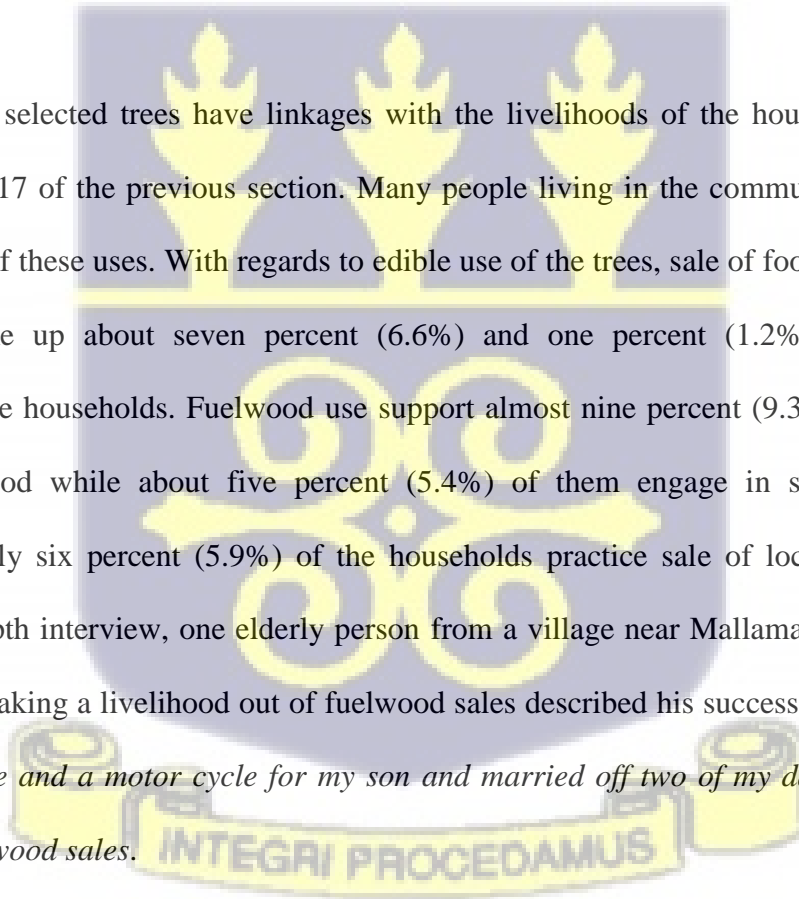 selected trees have linkages with the livelihoods of the hou
17 of the previous section. Many people living in the commu
f these uses. With regards to edible use of the trees, sale of foo
e up about seven percent (6.6%) and one percent (1.2%
e households. Fuelwood use support almost nine percent (9.3
od while about five percent (5.4%) of them engage in s
ly six percent (5.9%) of the households practice sale of loc
pth interview, one elderly person from a village near Mallama
aking a livelihood out of fuelwood sales described his success
e and a motor cycle for my son and married off two of my d
wood sales.
INTEGRI PROCEDAMUS